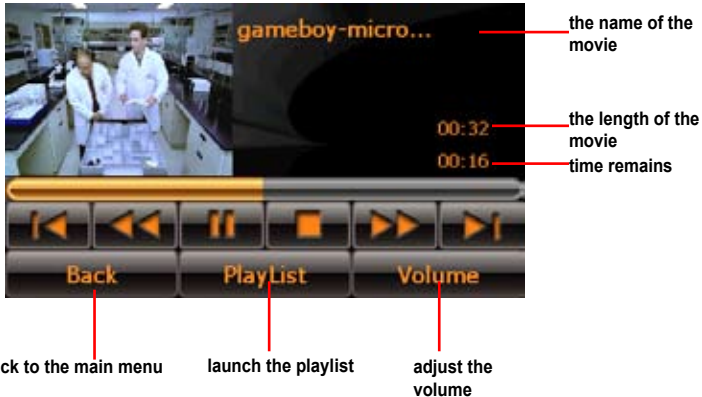 gameboy-micro...
the name of the
movie
00:32
the length of the
movie
00:16
time remains
Back
PlayList
Volume
ck to the main menu
launch the playlist
adjust the
volume